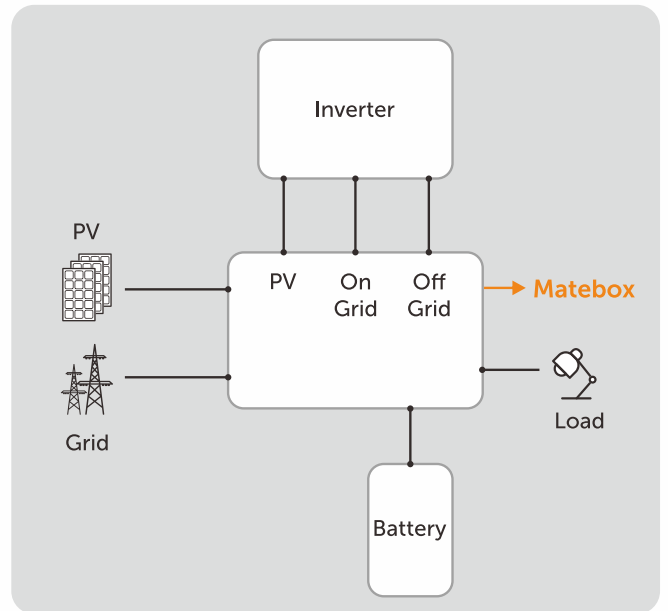 Inverter
PV
PV
On
Grid
Off
Grid
Matebox
Grid
Load
Battery